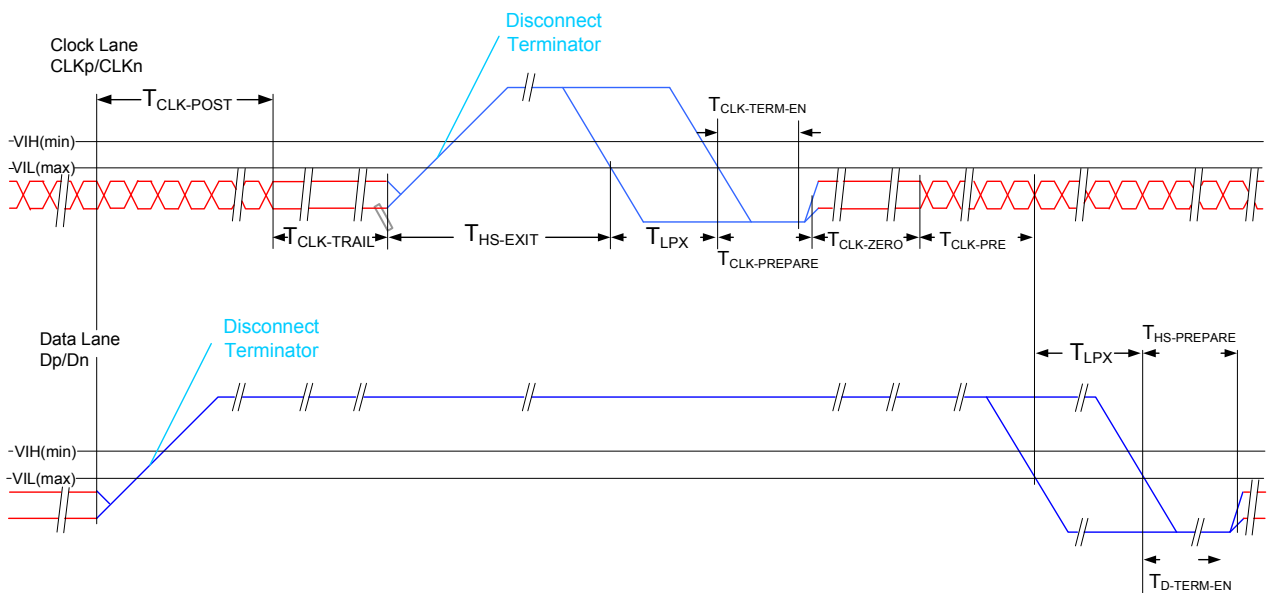 Disconnect
Terminator
Clock Lane
CLKp/CLKn
TCLK-POST
TCLK-TERM-EN
VIH(min)
VIL(max)
TCLK-TRAIL
THS-EXIT
TLPX
TCLK-PREPARE
TCLK-ZERO
TCLK-PRE
Disconnect
Terminator
Data Lane
Dp/Dn
TLPX
THS-PREPARE
VIH(min)
VIL(max)
TD-TERM-EN